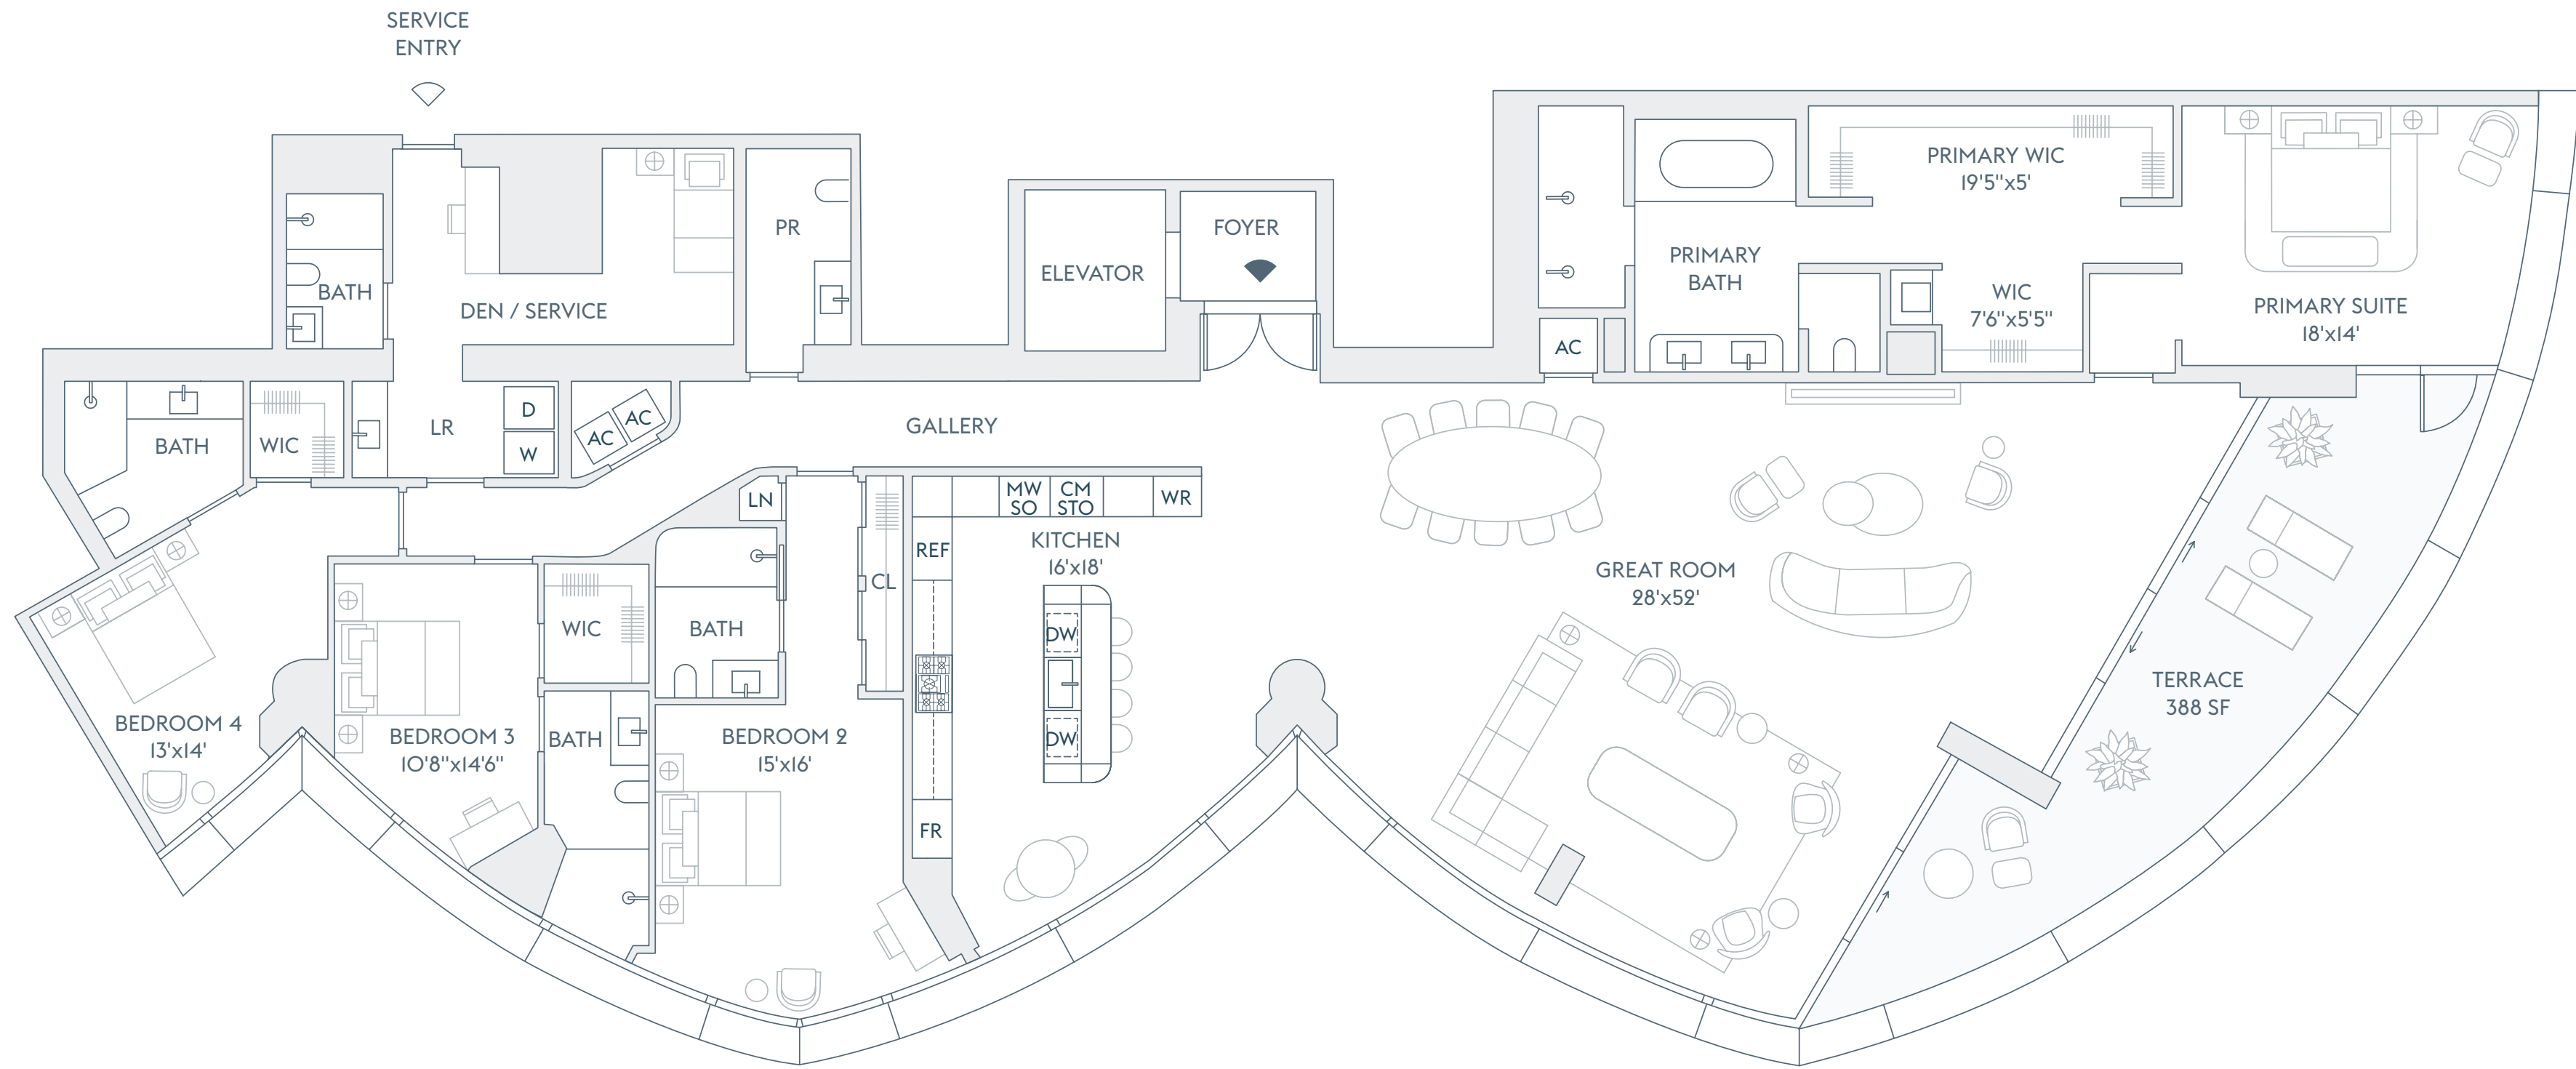 SERVICE
ENTRY
PRIMARY WIC
19'5"x5'
PR
FOYER
PRIMARY
BATH
ELEVATOR
BATH
DEN / SERVICE
WIC
7'6"x5'5"
PRIMARY SUITE
18'x14'
AC
D
W
LR
AC
AC
GALLERY
BATH
WIC
LN
MW
SO
CM
STO
WR
REF
KITCHEN
16'x18'
CL
GREAT ROOM
28'x52'
WIC
BATH
DW
TERRACE
388 SF
BEDROOM 4
13'x14'
BEDROOM 3
10'8"x14'6"
BATH
BEDROOM 2
15'x16'
DW
FR